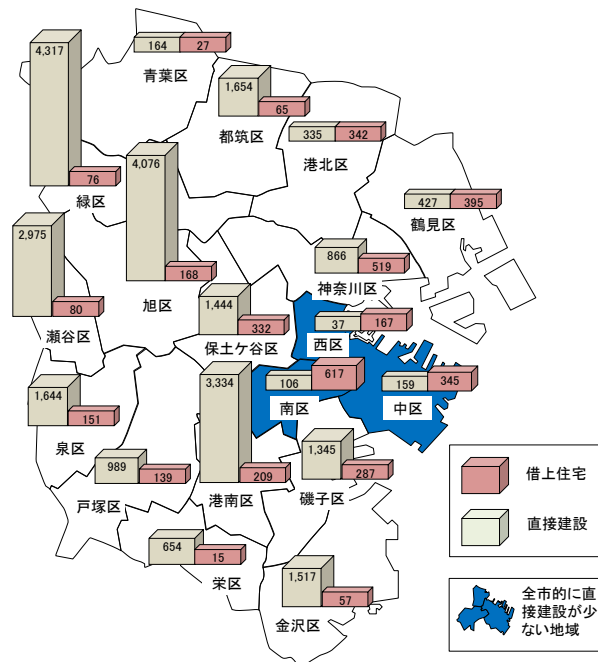 4,317
164 27
青葉区
1,654
65
都筑区
335 342
港北区
76
緑区
4,076
168
旭区
427 395
鶴見区
2,975
80
瀬谷区
866
519
神奈川区
1,444
332
保土ケ谷区
37 167
西区
3,334
209
港南区
106 617
南区
159 345
中区
1,644
151
泉区
989
139
戸塚区
1,345
287
磯子区
654
15
栄区
1,517
57
金沢区
借上住宅
直接建設
全市的に直
接建設が少
ない地域